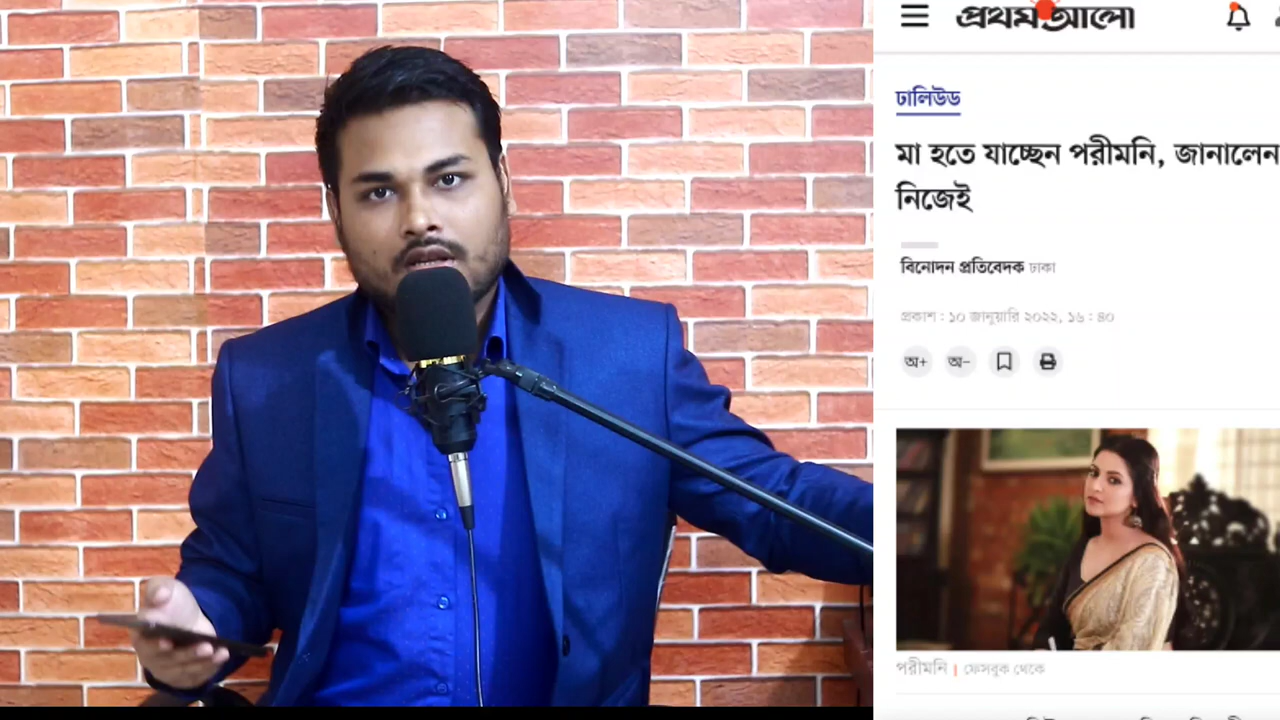 প্রথম আলো
ঢালিউড
মা হতে যাচ্ছেন পরীমনি, জানালেন
নিজেই
বিনোদন প্রতিবেদক ঢাকা
প্রকাশ : ১০ জানুয়ারি ২০২২, ১৬ : ৪০
অ+ অ−
পরীমনি | ফেসবুক থেকে